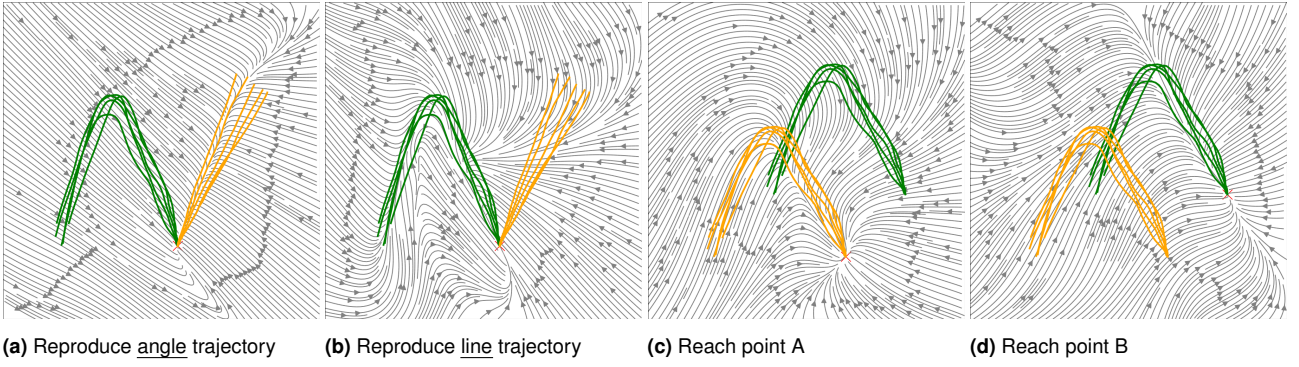 (a) Reproduce angle trajectory (b) Reproduce line trajectory (c) Reach point A (d) Reach point B